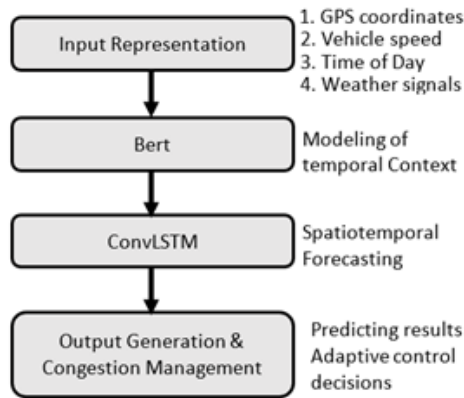 Input Representation
1. GPS coordinates
2. Vehicle speed
3. Time of Day
4. Weather signals
Bert
Modeling of
temporal Context
ConvLSTM
Spatiotemporal
Forecasting
Output Generation &
Congestion Management
Predicting results
Adaptive control
decisions